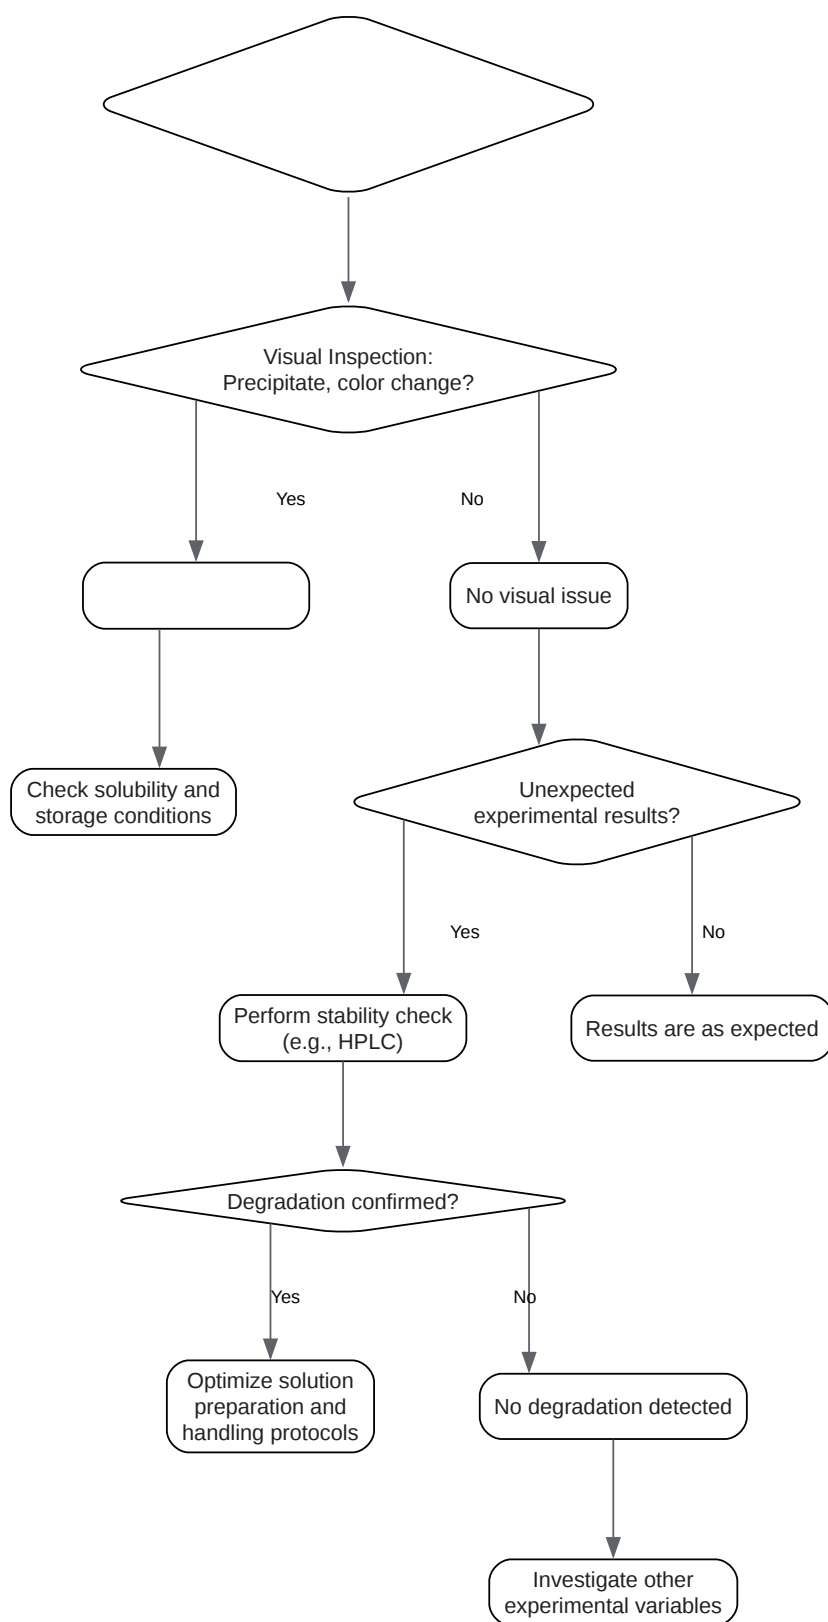 Visual Inspection:
Precipitate, color change?
Yes
No
No visual issue
Check solubility and
storage conditions
Unexpected
experimental results?
Yes
No
Perform stability check
(e.g., HPLC)
Results are as expected
Degradation confirmed?
Yes
No
Optimize solution
preparation and
handling protocols
No degradation detected
Investigate other
experimental variables